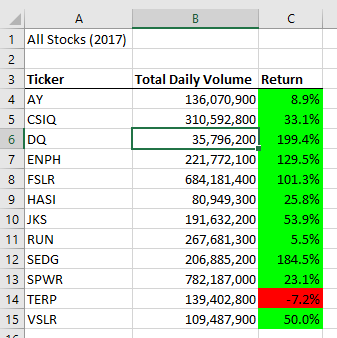 A B C
1 All Stocks (2017)
2
3 Ticker Total Daily Volume Return
4 AY 136,070,900 8.9%
5 CSIQ 310,592,800 33.1%
6 DQ 35,796,200 199.4%
7 ENPH 221,772,100 129.5%
8 FSLR 684,181,400 101.3%
9 HASI 80,949,300 25.8%
10 JKS 191,632,200 53.9%
11 RUN 267,681,300 5.5%
12 SEDG 206,885,200 184.5%
13 SPWR 782,187,000 23.1%
14 TERP 139,402,800 -7.2%
15 VSLR 109,487,900 50.0%